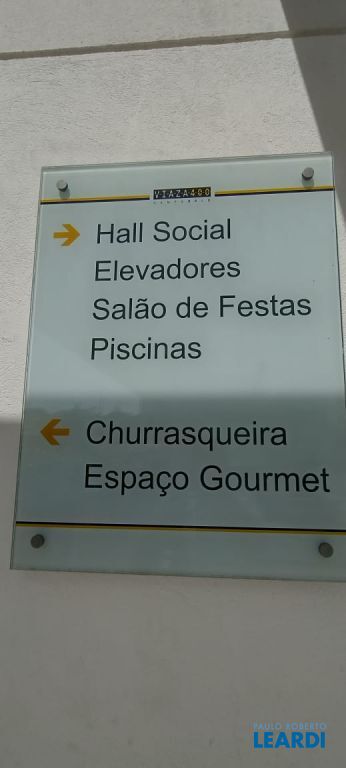 VIAZA400
Hall Social
Elevadores
Salão de Festas
Piscinas
Churrasqueira
Espaço Gourmet
PAULO ROBERTO
LEARDI